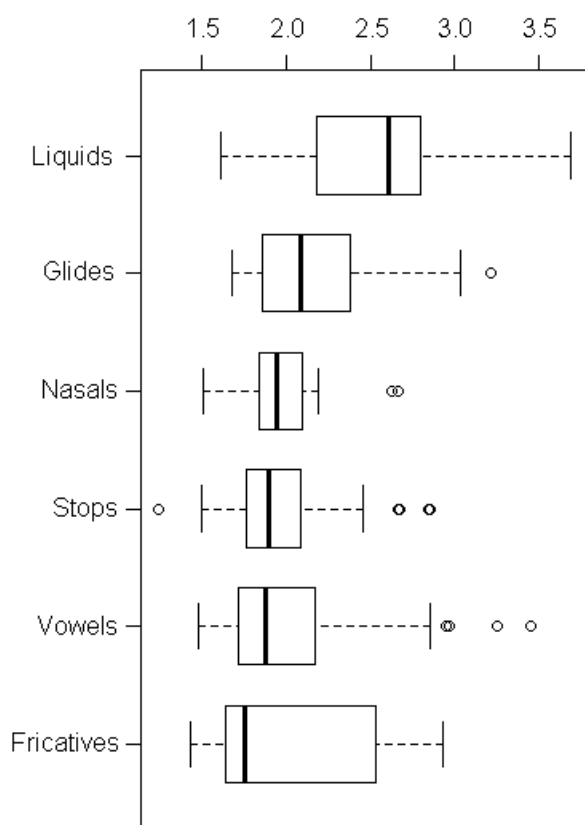 1.5 2.0 2.5 3.0 3.5
Liquids
Glides
Nasals
Stops
Vowels
Fricatives